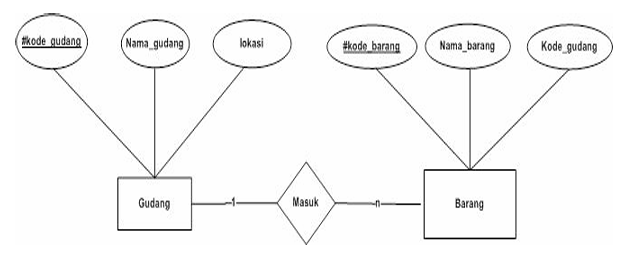 #kode_gudang
Nama_gudang
lokasi
#kode_barang
Nama_barang
Kode_gudang
Gudang
1
Masuk
n
Barang